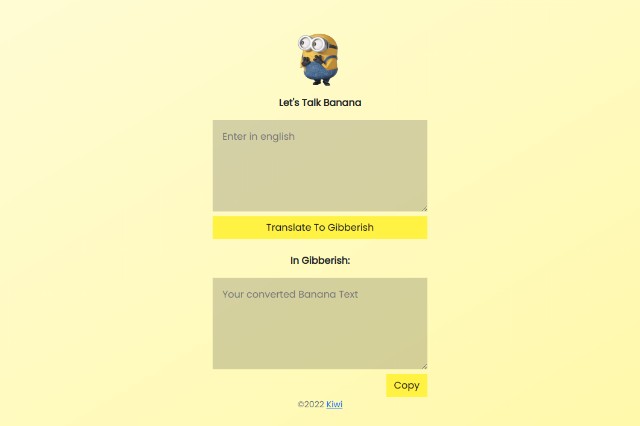 Let's Talk Banana
Enter in english
Translate To Gibberish
In Gibberish:
Your converted Banana Text
Copy
©2022 Kiwi